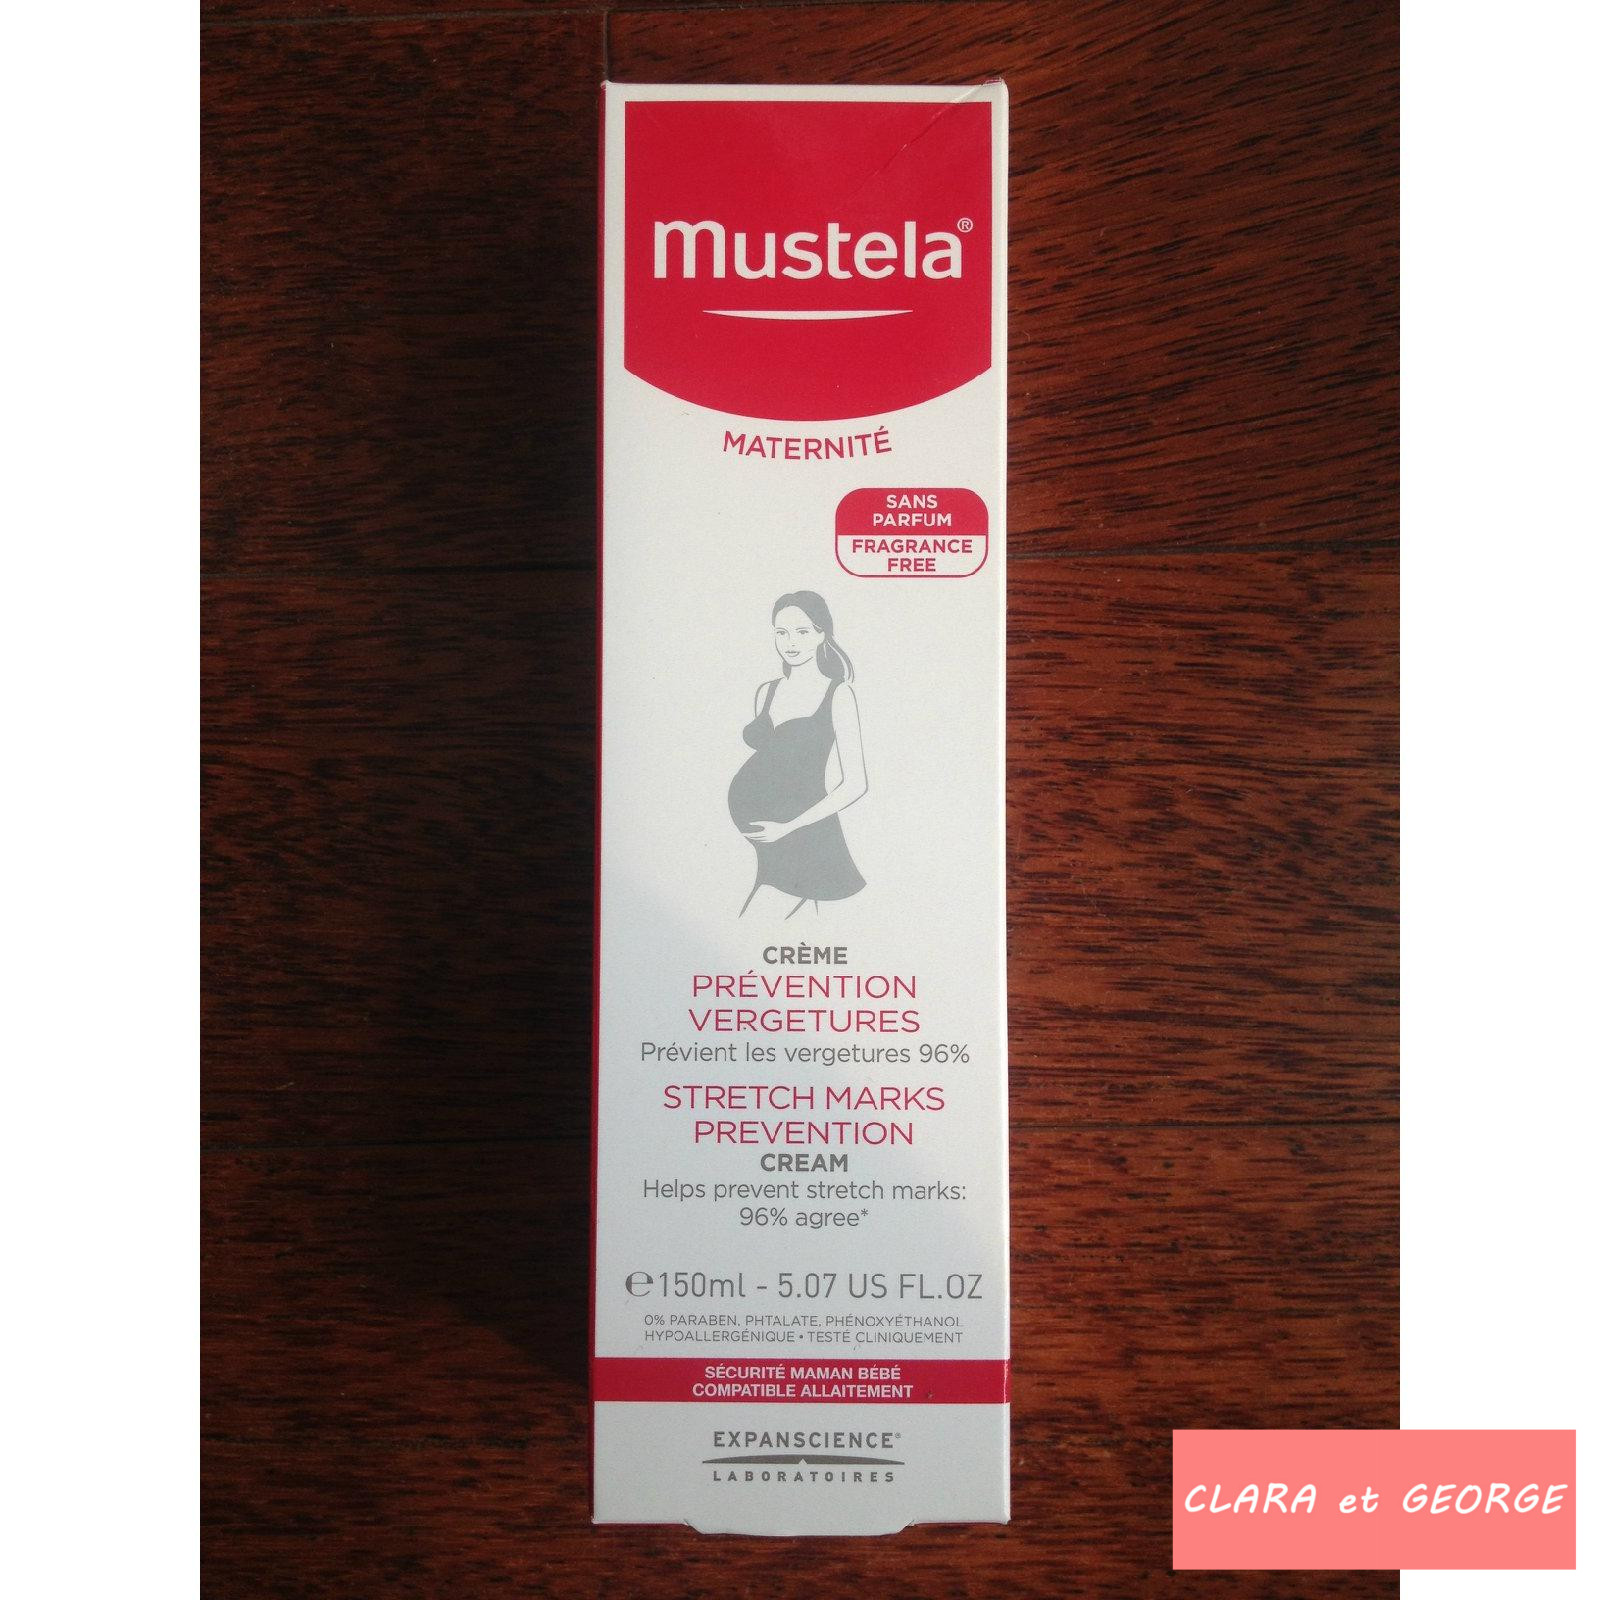 mustela®
MATERNITÉ
SANS
PARFUM
FRAGRANCE
FREE
CRÈME
PRÉVENTION
VERGETURES
Prévient les vergetures 96%
STRETCH MARKS
PREVENTION
CREAM
Helps prevent stretch marks:
96% agree*
℮150ml - 5.07 US FL.OZ
0% PARABEN, PHTALATE, PHÉNOXYÉTHANOL
HYPOALLERGÉNIQUE • TESTÉ CLINIQUEMENT
SÉCURITÉ MAMAN BÉBÉ
COMPATIBLE ALLAITEMENT
EXPANSCIENCE®
LABORATOIRES
CLARA et GEORGE